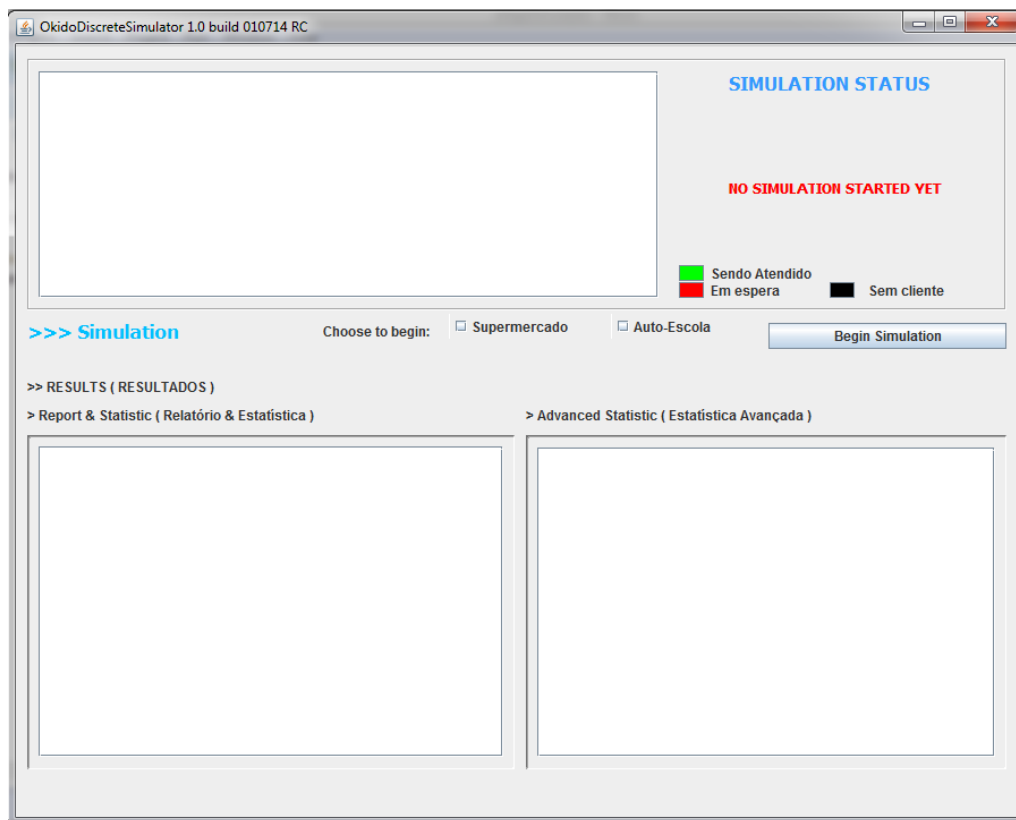 OkidoDiscreteSimulator 1.0 build 010714 RC
SIMULATION STATUS
NO SIMULATION STARTED YET
Sendo Atendido
Em espera
Sem cliente
>>> Simulation
Choose to begin:
Supermercado
Auto-Escola
Begin Simulation
>> RESULTS ( RESULTADOS )
> Report & Statistic ( Relatório & Estatística )
> Advanced Statistic ( Estatística Avançada )